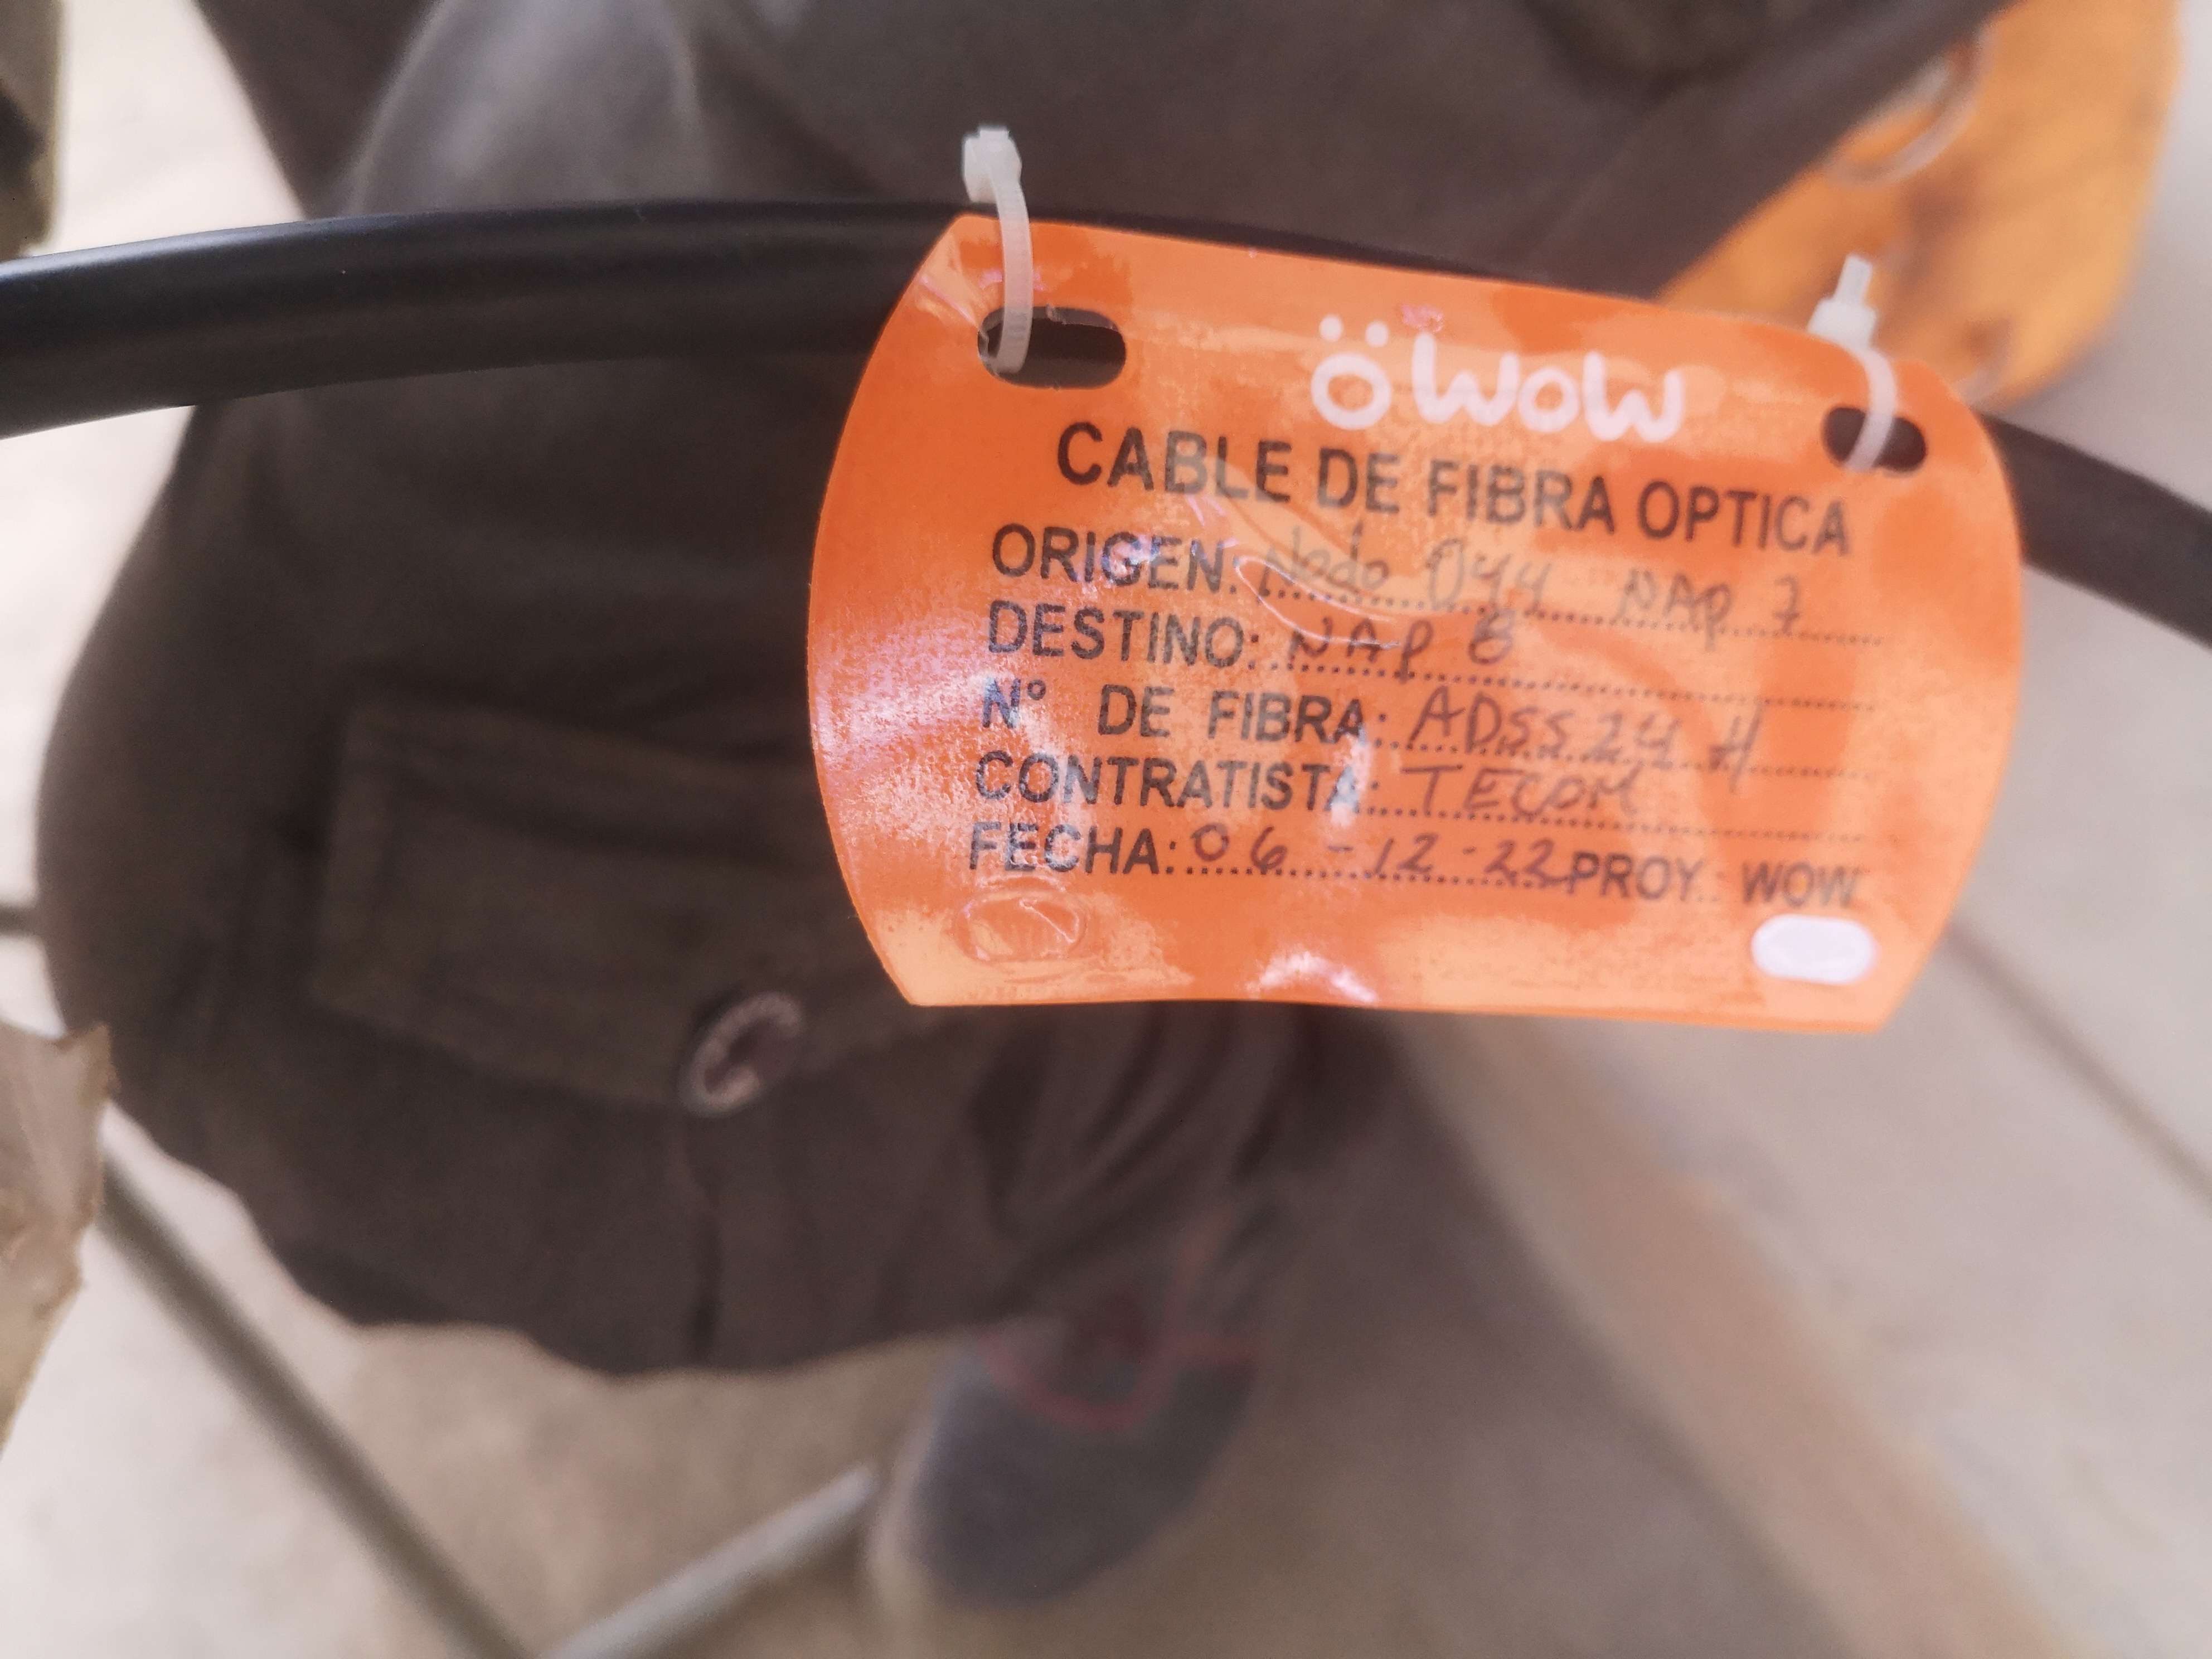 öwow
CABLE DE FIBRA OPTICA
ORIGEN: Nodo 044 NAP 7
DESTINO: NAP 8
N° DE FIBRA: ADSS 24 H
CONTRATISTA: TECOM
FECHA: 06 -12 -22 PROY.: WOW